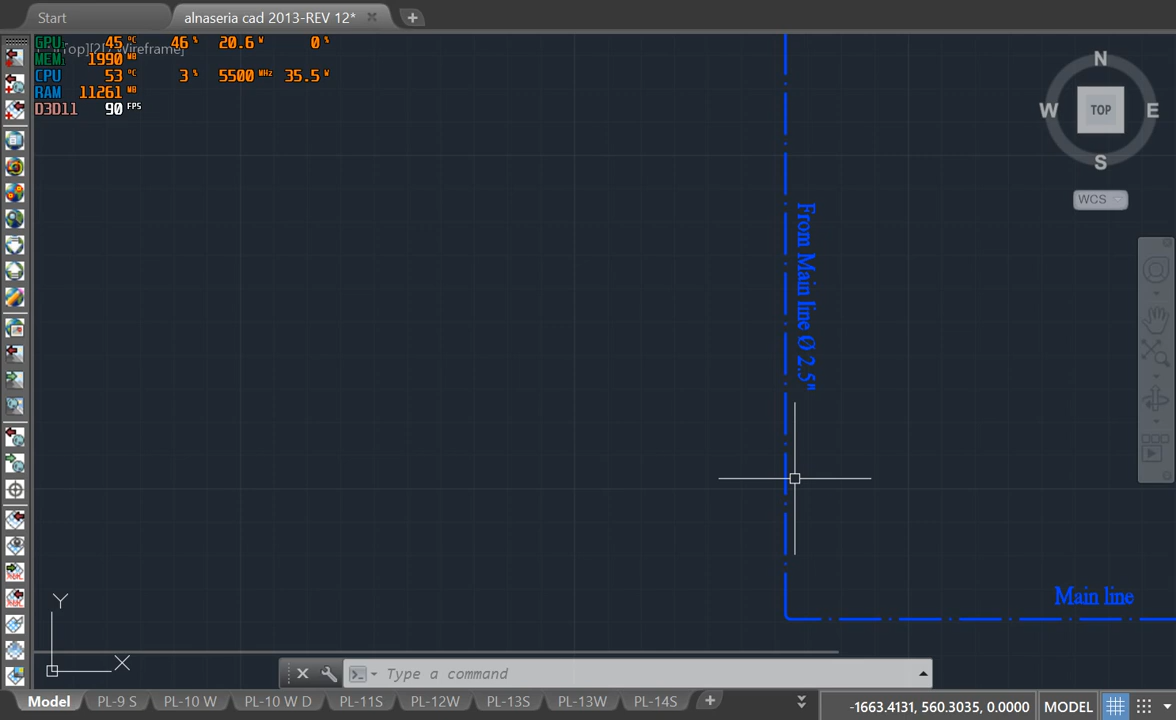 Start
alnaseria cad 2013-REV 12*
GPU 45 °C 46 % 20.6 W 0 %
Top][2D Wireframe]
MEM 1990 MB
CPU 53 °C 3 % 5500 MHz 35.5 W
RAM 11261 MB
D3D11 90 FPS
N
W TOP E
S
WCS
From Main line Ø 2.5"
Main line
Y
X
Type a command
Model PL-9 S PL-10 W PL-10 W D PL-11S PL-12W PL-13S PL-13W PL-14S
-1663.4131, 560.3035, 0.0000 MODEL